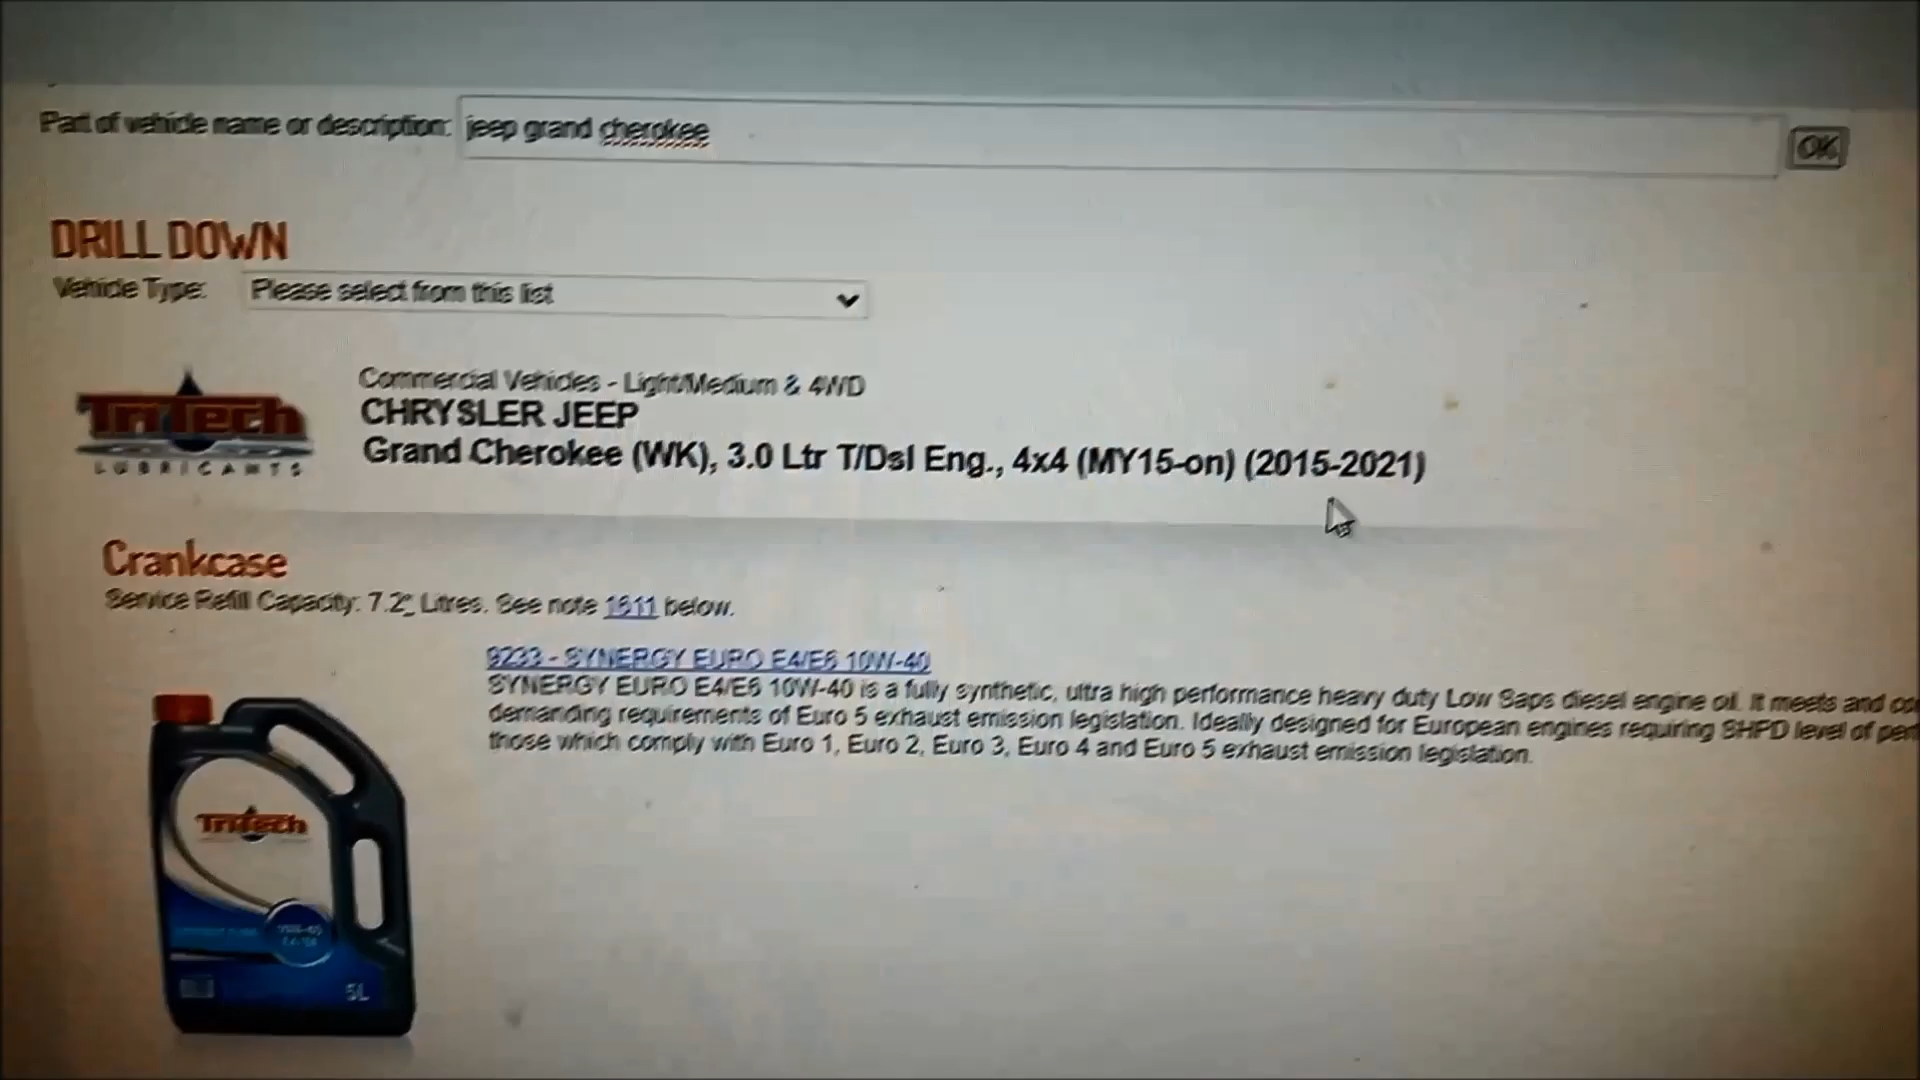 Part of vehicle name or description: jeep grand cherokee OK
DRILL DOWN
Vehicle Type: Please select from this list
TriTech
LUBRICANTS
Commercial Vehicles - Light/Medium & 4WD
CHRYSLER JEEP
Grand Cherokee (WK), 3.0 Ltr T/Dsl Eng., 4x4 (MY15-on) (2015-2021)
Crankcase
Service Refill Capacity: 7.2* Litres. See note 1611 below.
9233 - SYNERGY EURO E4/E6 10W-40
SYNERGY EURO E4/E6 10W-40 is a fully synthetic, ultra high performance heavy duty Low Saps diesel engine oil. It meets and
demanding requirements of Euro 5 exhaust emission legislation. Ideally designed for European engines requiring SHPD level of
those which comply with Euro 1, Euro 2, Euro 3, Euro 4 and Euro 5 exhaust emission legislation.
TriTech
5L